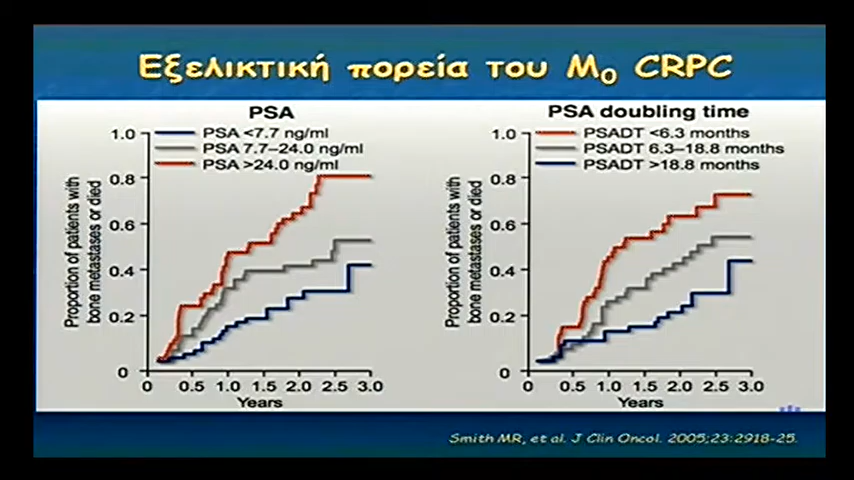 Εξελικτική πορεία του M0 CRPC
PSA
PSA <7.7 ng/ml
PSA 7.7–24.0 ng/ml
PSA >24.0 ng/ml
Proportion of patients with
bone metastases or died
1.0
0.8
0.6
0.4
0.2
0
0 0.5 1.0 1.5 2.0 2.5 3.0
Years
PSA doubling time
PSADT <6.3 months
PSADT 6.3–18.8 months
PSADT >18.8 months
Proportion of patients with
bone metastases or died
1.0
0.8
0.6
0.4
0.2
0
0 0.5 1.0 1.5 2.0 2.5 3.0
Years
Smith MR, et al. J Clin Oncol. 2005;23:2918-25.